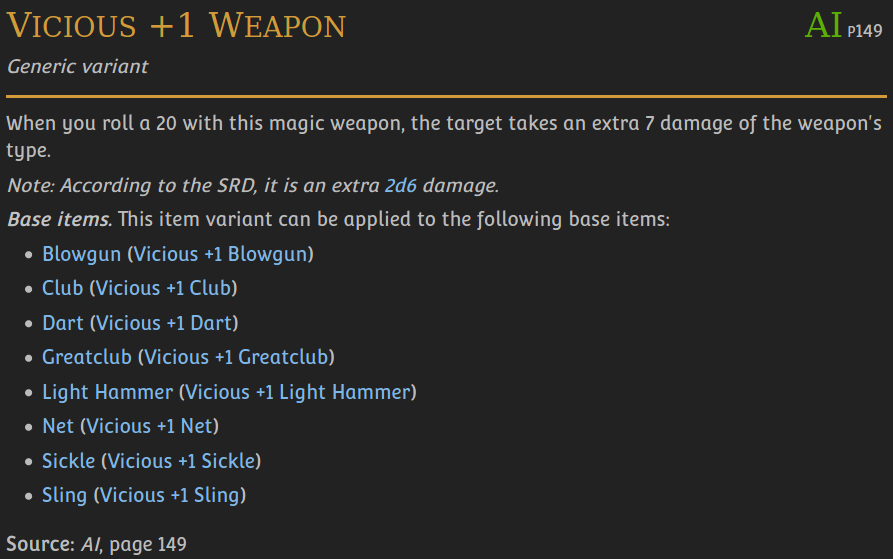 Vicious +1 Weapon AI P149
Generic variant
When you roll a 20 with this magic weapon, the target takes an extra 7 damage of the weapon's
type.
Note: According to the SRD, it is an extra 2d6 damage.
Base items. This item variant can be applied to the following base items:
• Blowgun (Vicious +1 Blowgun)
• Club (Vicious +1 Club)
• Dart (Vicious +1 Dart)
• Greatclub (Vicious +1 Greatclub)
• Light Hammer (Vicious +1 Light Hammer)
• Net (Vicious +1 Net)
• Sickle (Vicious +1 Sickle)
• Sling (Vicious +1 Sling)
Source: AI, page 149